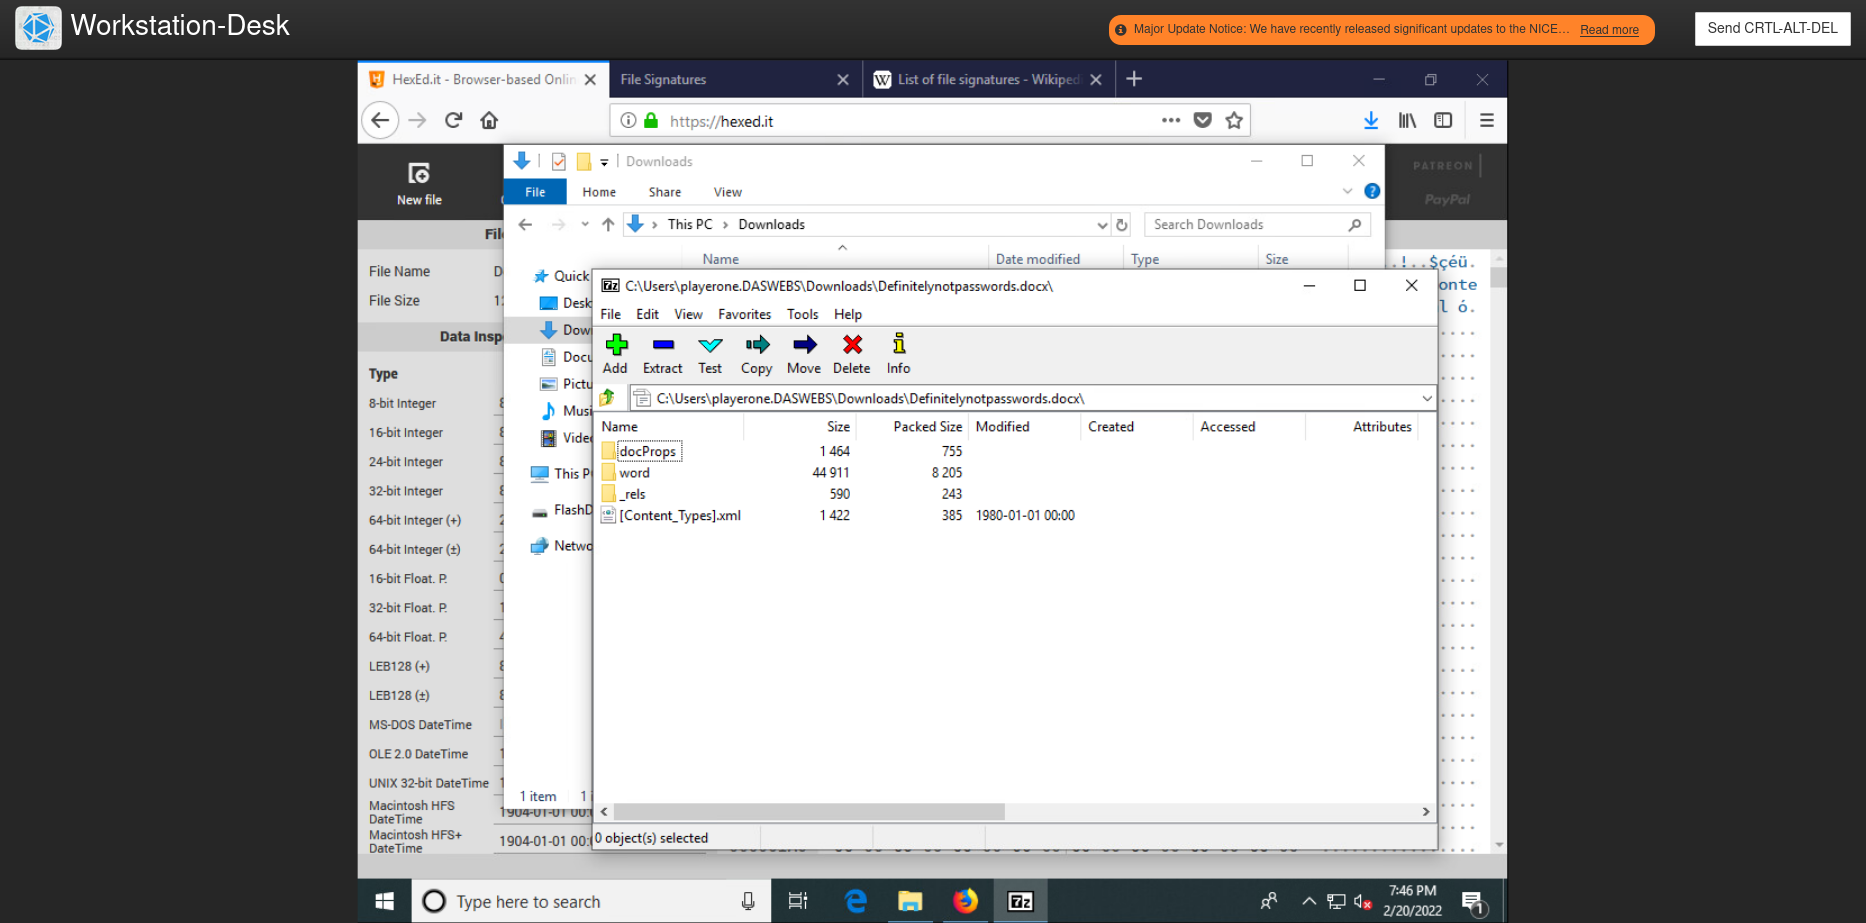 Workstation-Desk
Major Update Notice: We have recently released significant updates to the NICE… Read more
Send CRTL-ALT-DEL
HexEd.it - Browser-based Onlin
File Signatures
List of file signatures - Wikiped
https://hexed.it
New file
PATREON
PayPal
Downloads
File Home Share View
This PC > Downloads
Search Downloads
Name Date modified Type Size
File Name
File Size
Data Insp
Type
8-bit Integer
16-bit Integer
24-bit Integer
32-bit Integer
64-bit Integer (+)
64-bit Integer (±)
16-bit Float. P.
32-bit Float. P.
64-bit Float. P.
LEB128 (+)
LEB128 (±)
MS-DOS DateTime
OLE 2.0 DateTime
UNIX 32-bit DateTime
Macintosh HFS
DateTime
1904-01-01 00:
Macintosh HFS+
DateTime
1904-01-01 00:
Quick
Desk
Dow
Docu
Pictu
Musi
Vide
This P
FlashD
Netwo
1 item
C:\Users\playerone.DASWEBS\Downloads\Definitelynotpasswords.docx\
File Edit View Favorites Tools Help
Add Extract Test Copy Move Delete Info
C:\Users\playerone.DASWEBS\Downloads\Definitelynotpasswords.docx\
Name Size Packed Size Modified Created Accessed Attributes
docProps 1 464 755
word 44 911 8 205
_rels 590 243
[Content_Types].xml 1 422 385 1980-01-01 00:00
0 object(s) selected
.!..$çéü.
onte
l ó.
Type here to search
7:46 PM
2/20/2022
1